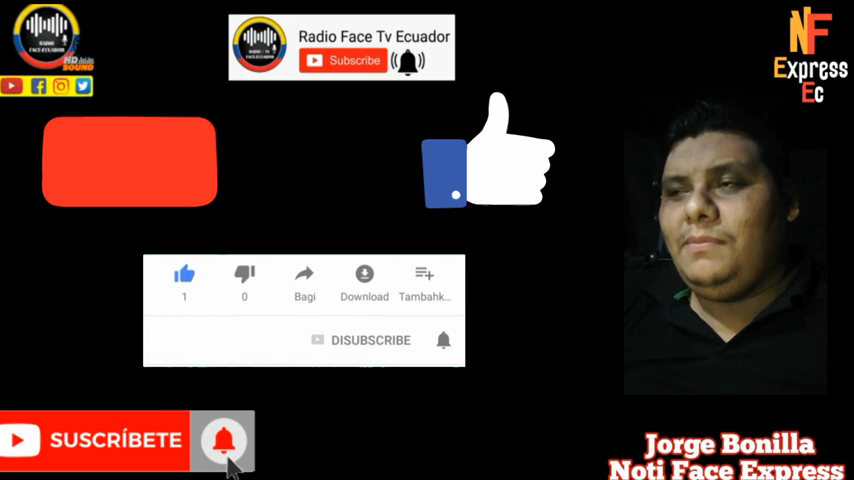 RADIO
FACE-ECUADOR
SOUND
Radio Face Tv Ecuador
Subscribe
NF
Express
Ec
1
0
Bagi
Download
Tambahk...
DISUBSCRIBE
SUSCRÍBETE
Jorge Bonilla
Noti Face Express